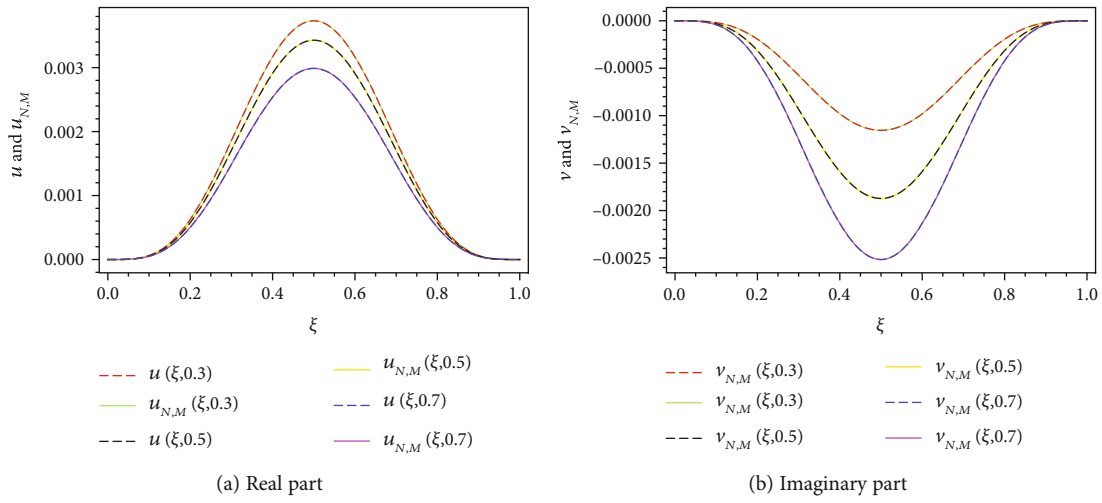 u and u_{N,M}
0.003
0.002
0.001
0.000
0.0 0.2 0.4 0.6 0.8 1.0
ξ
u (ξ,0.3)
u_{N,M} (ξ,0.3)
u (ξ,0.5)
u_{N,M} (ξ,0.5)
u (ξ,0.7)
u_{N,M} (ξ,0.7)
(a) Real part
v and v_{N,M}
0.0000
–0.0005
–0.0010
–0.0015
–0.0020
–0.0025
0.0 0.2 0.4 0.6 0.8 1.0
ξ
v_{N,M} (ξ,0.3)
v_{N,M} (ξ,0.3)
v_{N,M} (ξ,0.5)
v_{N,M} (ξ,0.5)
v_{N,M} (ξ,0.7)
v_{N,M} (ξ,0.7)
(b) Imaginary part